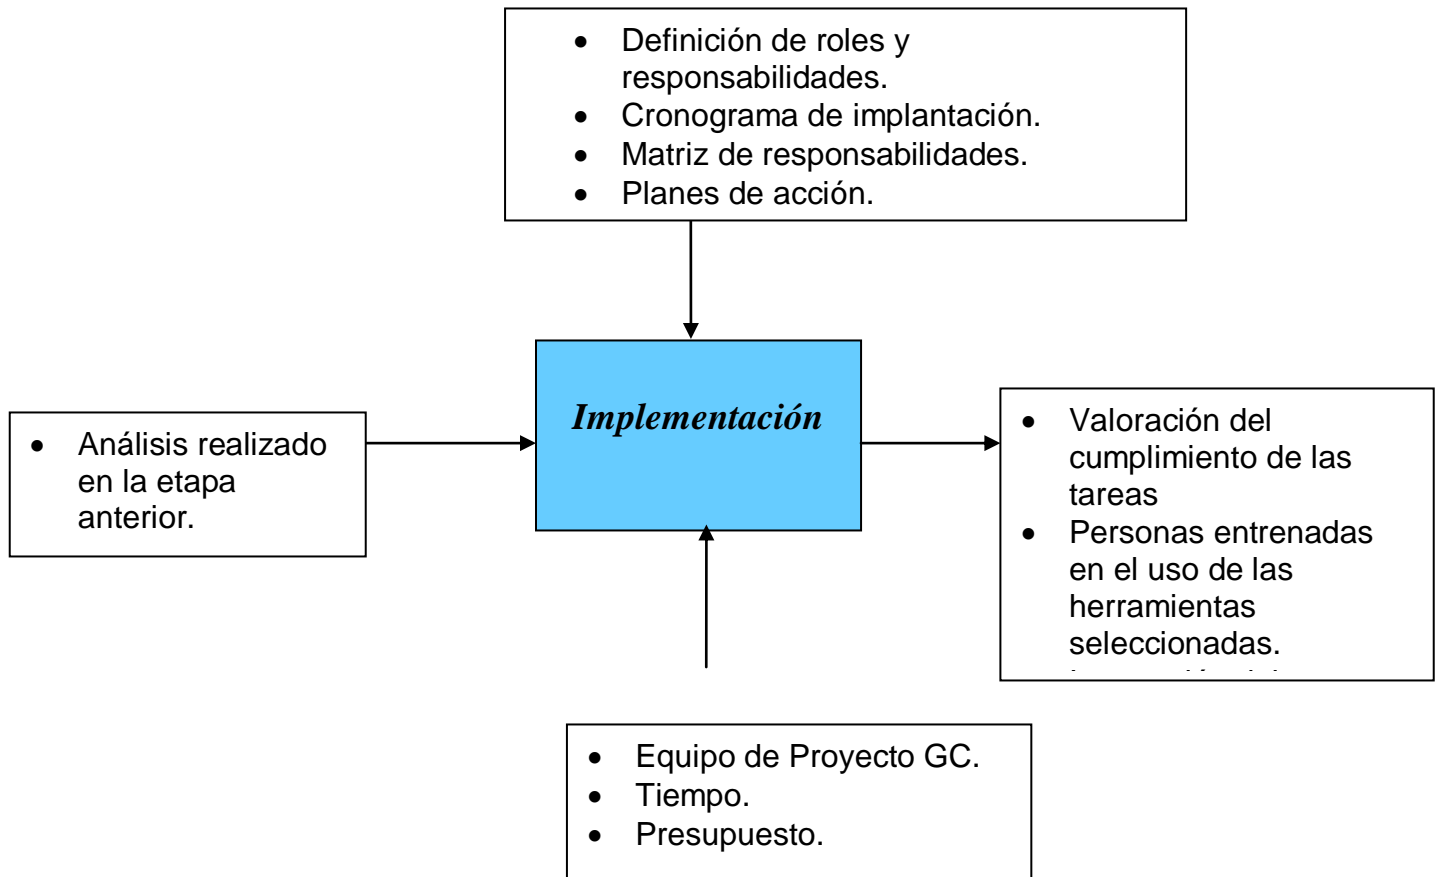 • Definición de roles y
responsabilidades.
• Cronograma de implantación.
• Matriz de responsabilidades.
• Planes de acción.
Implementación
• Análisis realizado
en la etapa
anterior.
• Valoración del
cumplimiento de las
tareas
• Personas entrenadas
en el uso de las
herramientas
seleccionadas.
• Equipo de Proyecto GC.
• Tiempo.
• Presupuesto.